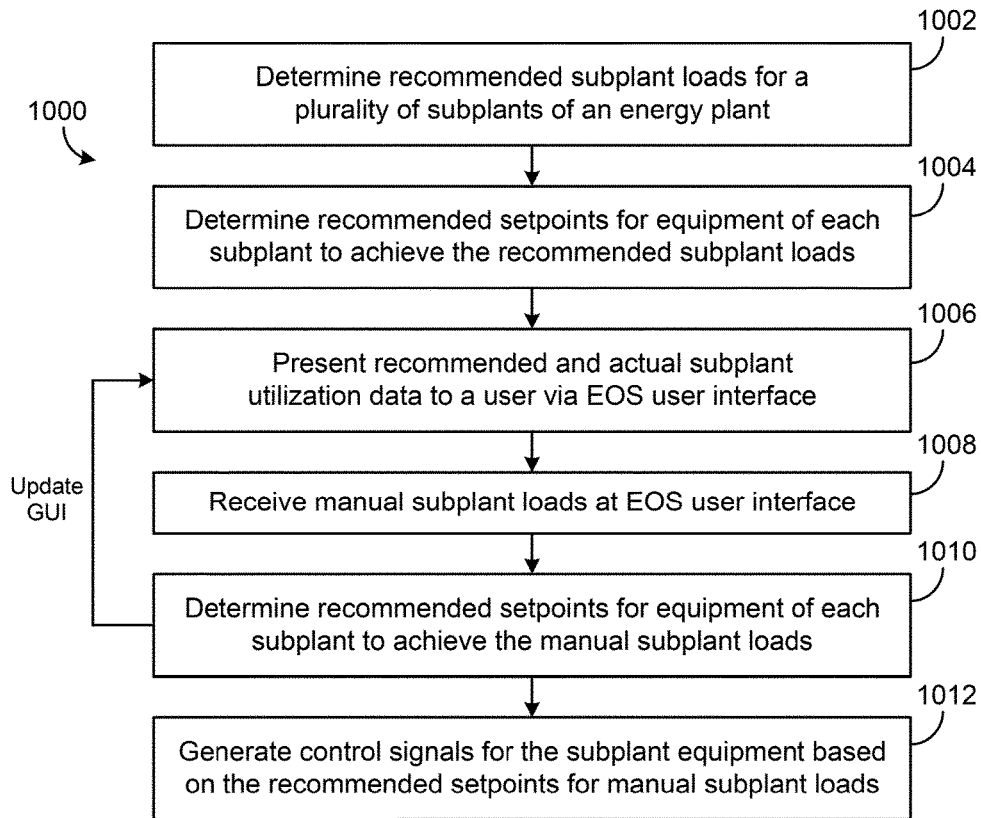 1000
1002
Determine recommended subplant loads for a
plurality of subplants of an energy plant
1004
Determine recommended setpoints for equipment of each
subplant to achieve the recommended subplant loads
1006
Present recommended and actual subplant
utilization data to a user via EOS user interface
1008
Receive manual subplant loads at EOS user interface
Update
GUI
1010
Determine recommended setpoints for equipment of each
subplant to achieve the manual subplant loads
1012
Generate control signals for the subplant equipment based
on the recommended setpoints for manual subplant loads